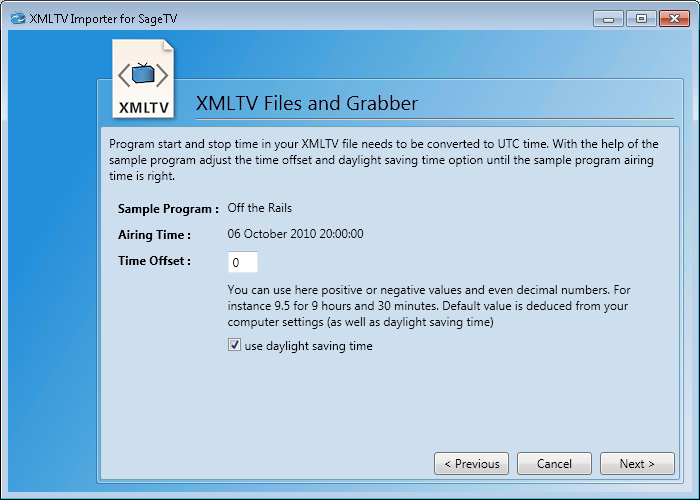 XMLTV Importer for SageTV
XMLTV
XMLTV Files and Grabber
Program start and stop time in your XMLTV file needs to be converted to UTC time. With the help of the
sample program adjust the time offset and daylight saving time option until the sample program airing
time is right.
Sample Program : Off the Rails
Airing Time : 06 October 2010 20:00:00
Time Offset : 0
You can use here positive or negative values and even decimal numbers. For
instance 9.5 for 9 hours and 30 minutes. Default value is deduced from your
computer settings (as well as daylight saving time)
use daylight saving time
< Previous Cancel Next >